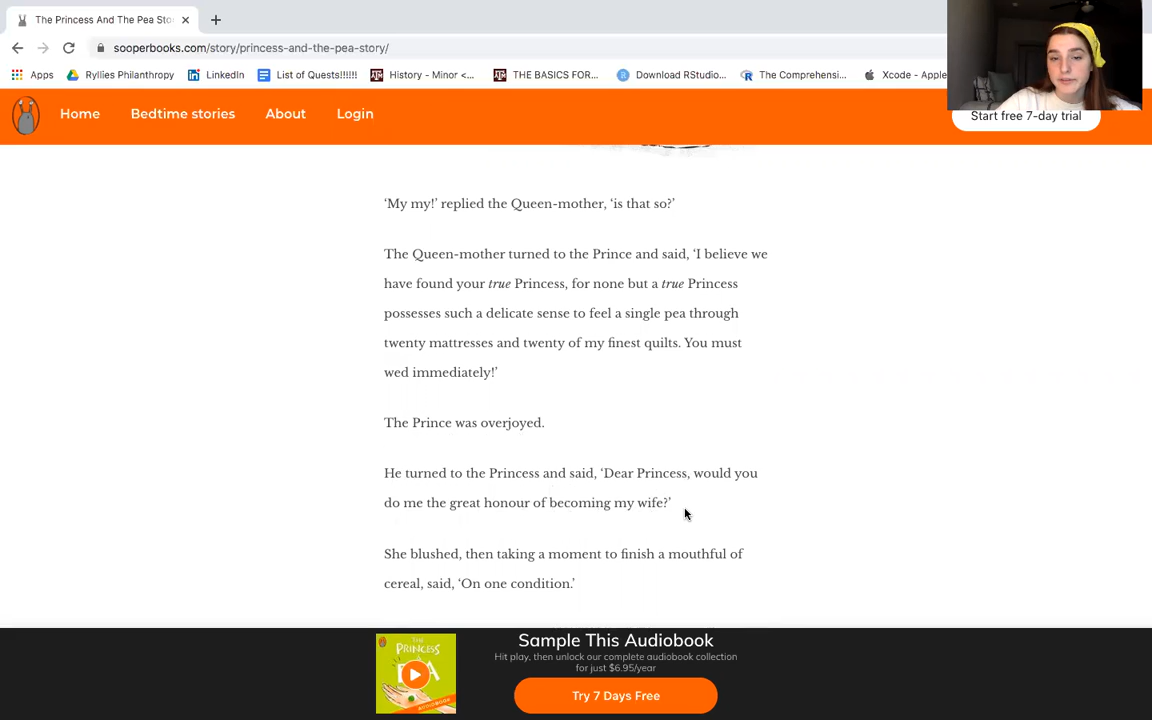 The Princess And The Pea Sto
sooperbooks.com/story/princess-and-the-pea-story/
Apps Ryllies Philanthropy LinkedIn List of Quests!!!!!! History - Minor <... THE BASICS FOR... Download RStudio... The Comprehensi... Xcode - Apple
Home Bedtime stories About Login Start free 7-day trial
‘My my!’ replied the Queen-mother, ‘is that so?’
The Queen-mother turned to the Prince and said, ‘I believe we
have found your true Princess, for none but a true Princess
possesses such a delicate sense to feel a single pea through
twenty mattresses and twenty of my finest quilts. You must
wed immediately!’
The Prince was overjoyed.
He turned to the Princess and said, ‘Dear Princess, would you
do me the great honour of becoming my wife?’
She blushed, then taking a moment to finish a mouthful of
cereal, said, ‘On one condition.’
THE
PRINCESS
AUDIOBOOK
Sample This Audiobook
Hit play, then unlock our complete audiobook collection
for just $6.95/year
Try 7 Days Free